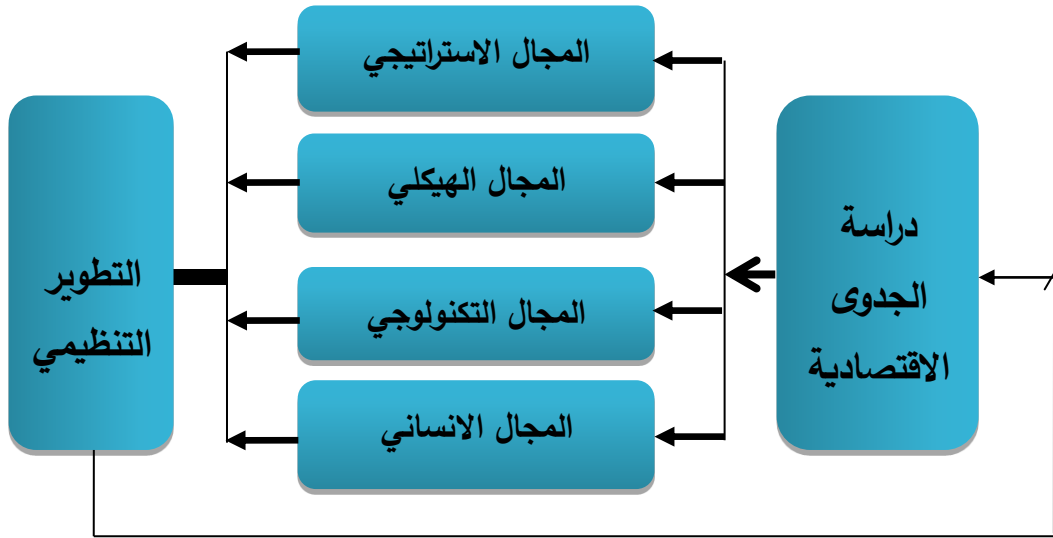 دراسة
الجدوى
الاقتصادية
المجال الاستراتيجي
المجال الهيكلي
المجال التكنولوجي
المجال الانساني
التطوير
التنظيمي